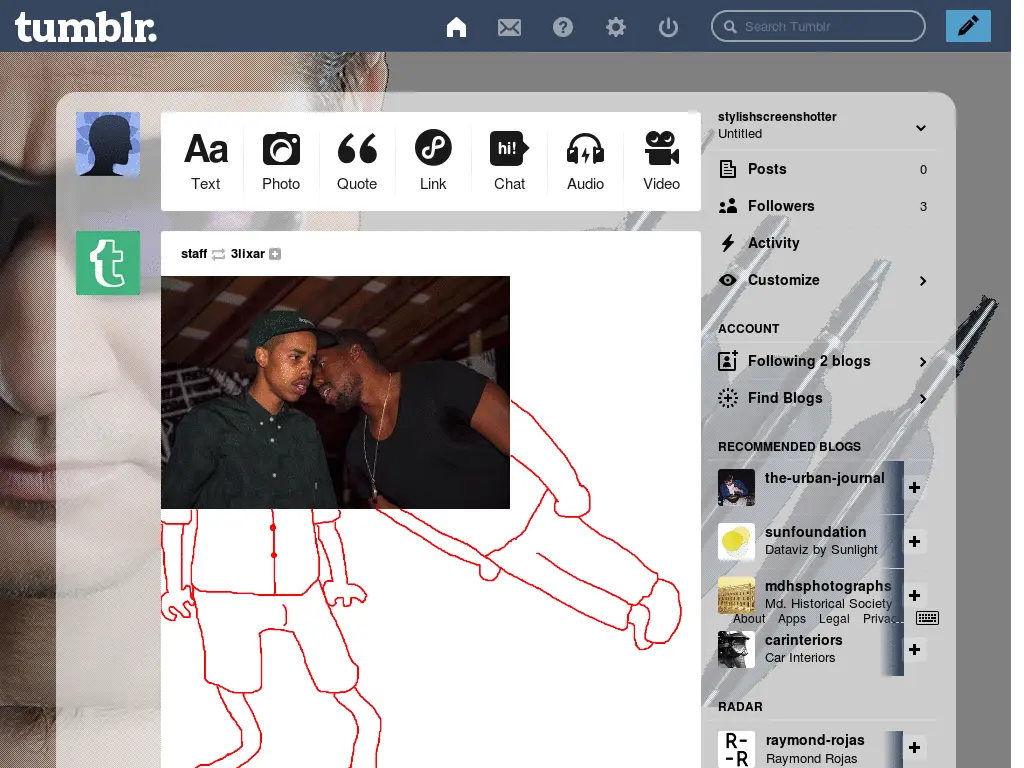 tumblr.
Search Tumblr
Aa
hi!
Text
Photo
Quote
Link
Chat
Audio
Video
staff 3lixar
stylishscreenshotter
Untitled
Posts 0
Followers 3
Activity
Customize
ACCOUNT
Following 2 blogs
Find Blogs
RECOMMENDED BLOGS
the-urban-journal
sunfoundation
Dataviz by Sunlight
mdhsphotographs
Md. Historical Society
About Apps Legal
carinteriors
Car Interiors
RADAR
R-
-R
raymond-rojas
Raymond Rojas